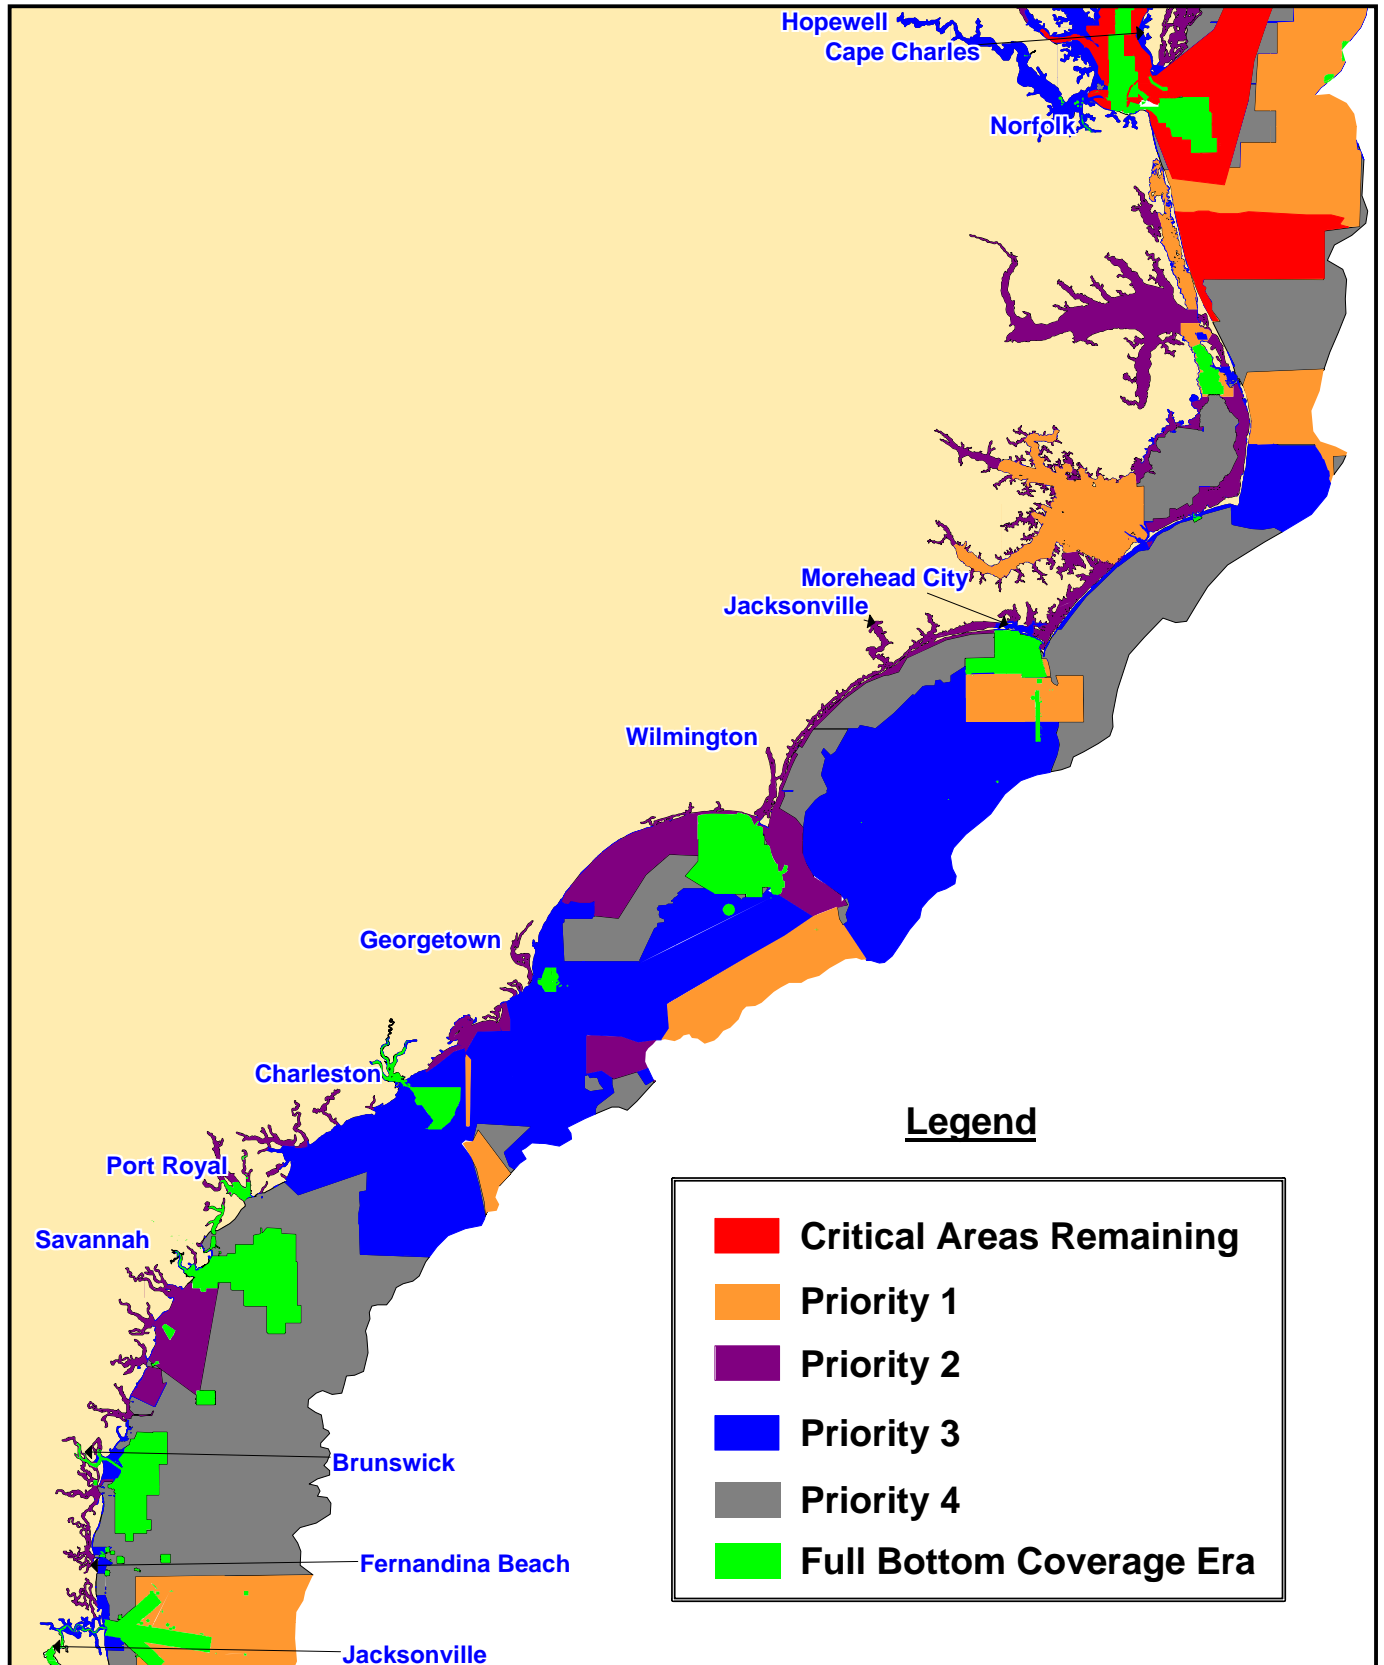 Hopewell
Cape Charles
Norfolk
Morehead City
Jacksonville
Wilmington
Georgetown
Charleston
Port Royal
Savannah
Brunswick
Fernandina Beach
Jacksonville
Legend
Critical Areas Remaining
Priority 1
Priority 2
Priority 3
Priority 4
Full Bottom Coverage Era